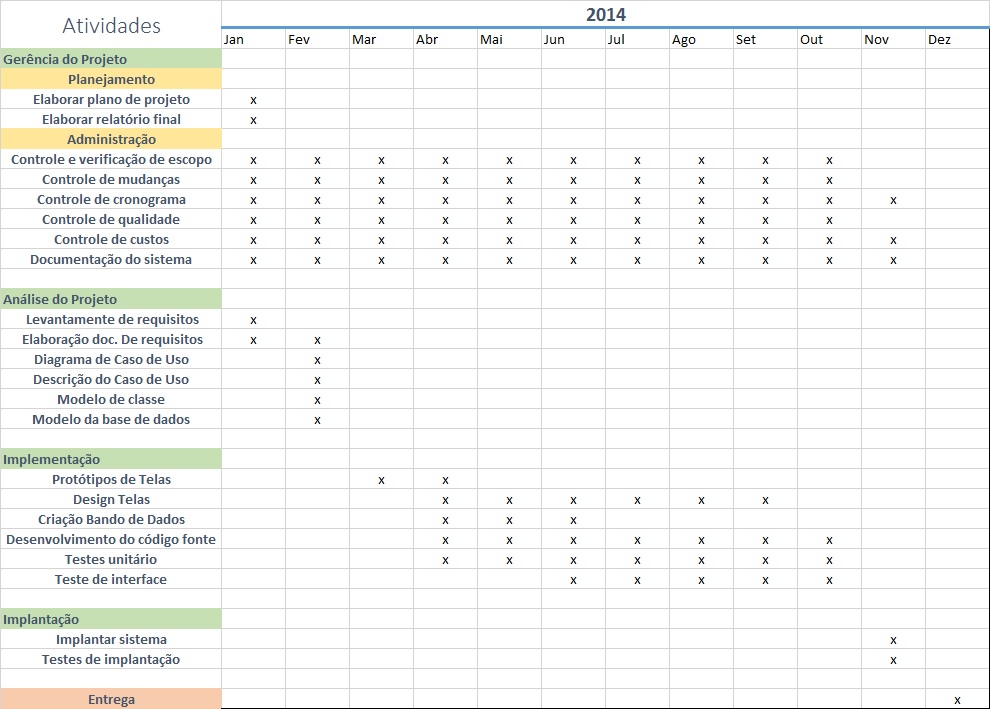 Atividades
2014
Jan Fev Mar Abr Mai Jun Jul Ago Set Out Nov Dez
Gerência do Projeto
Planejamento
Elaborar plano de projeto x
Elaborar relatório final x
Administração
Controle e verificação de escopo x x x x x x x x x x
Controle de mudanças x x x x x x x x x x
Controle de cronograma x x x x x x x x x x x
Controle de qualidade x x x x x x x x x x
Controle de custos x x x x x x x x x x x
Documentação do sistema x x x x x x x x x x x
Análise do Projeto
Levantamente de requisitos x
Elaboração doc. De requisitos x x
Diagrama de Caso de Uso x
Descrição do Caso de Uso x
Modelo de classe x
Modelo da base de dados x
Implementação
Protótipos de Telas x x
Design Telas x x x x x x
Criação Bando de Dados x x x
Desenvolvimento do código fonte x x x x x x x
Testes unitário x x x x x x x
Teste de interface x x x x x
Implantação
Implantar sistema x
Testes de implantação x
Entrega x